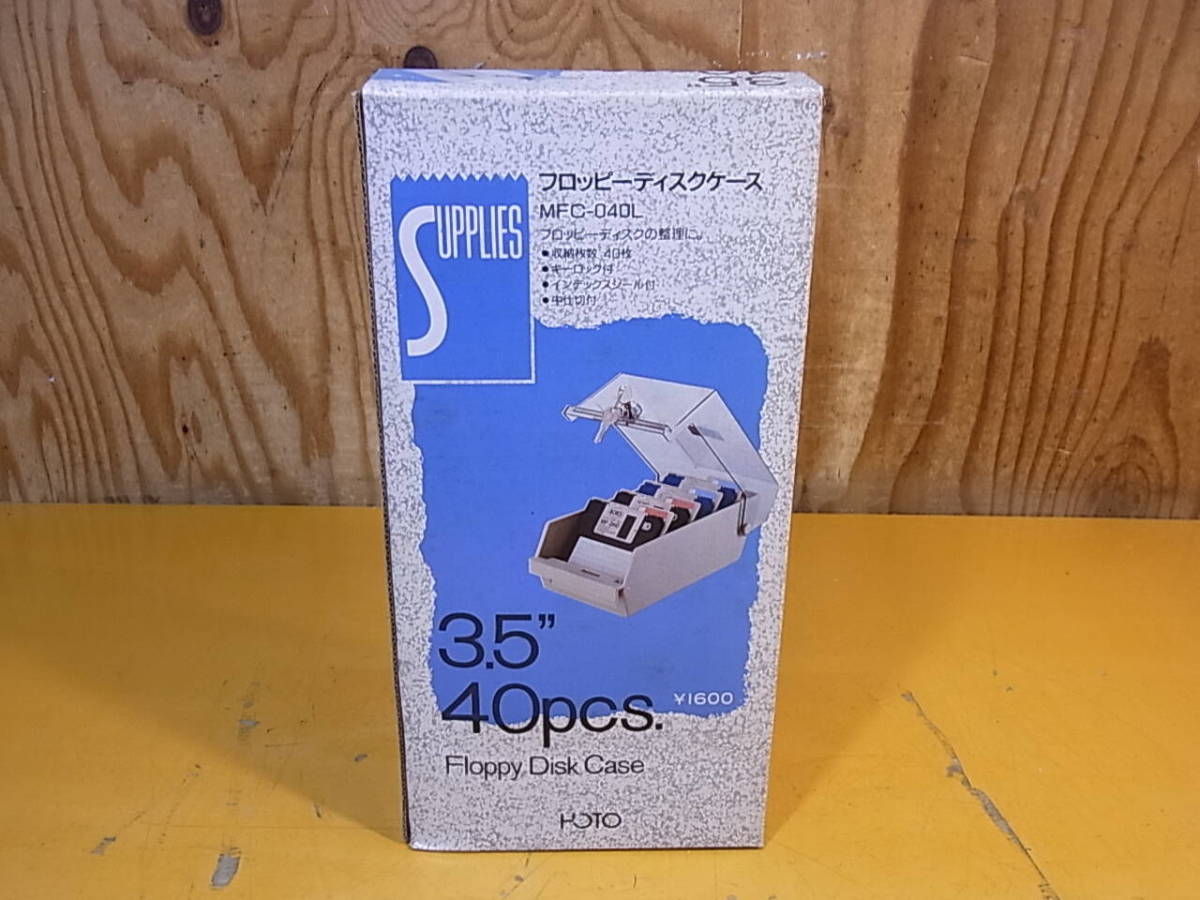 3.5"
SUPPLIES
フロッピーディスクケース
MFC-040L
フロッピーディスクの整理に。
●収納枚数 40枚
●キーロック付
●インデックスシール付
●中仕切付
3.5"
40pcs.
¥1600
Floppy Disk Case
KOTO